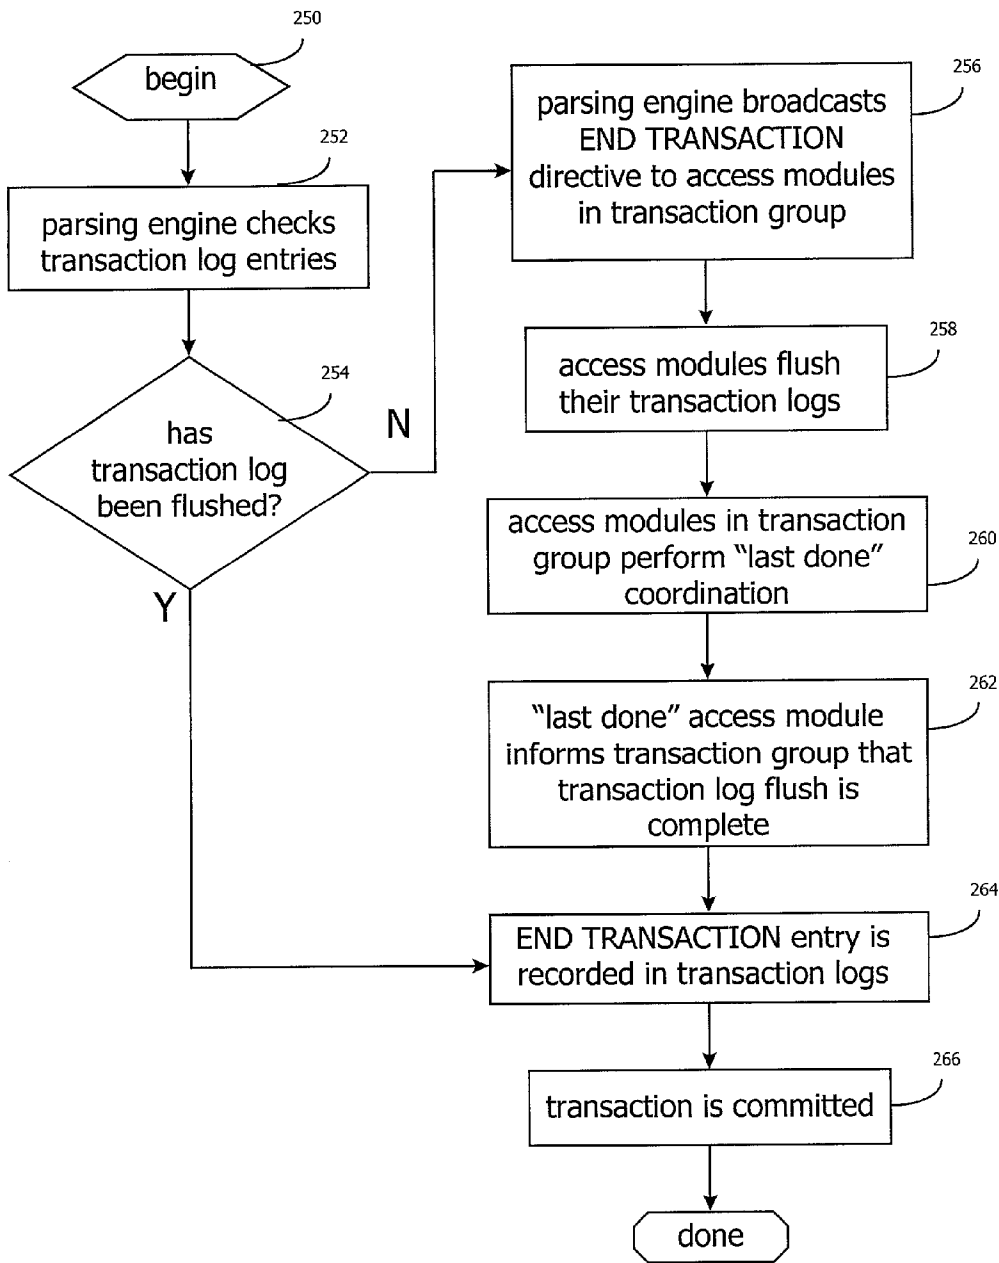 250
begin
252
parsing engine checks
transaction log entries
254
has
transaction log
been flushed?
N
Y
256
parsing engine broadcasts
END TRANSACTION
directive to access modules
in transaction group
258
access modules flush
their transaction logs
260
access modules in transaction
group perform “last done”
coordination
262
“last done” access module
informs transaction group that
transaction log flush is
complete
264
END TRANSACTION entry is
recorded in transaction logs
266
transaction is committed
done